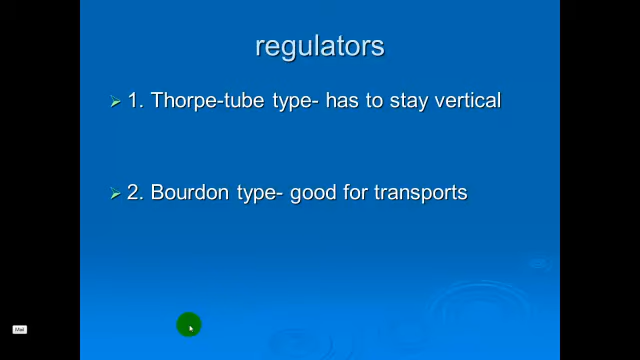 regulators
1. Thorpe-tube type- has to stay vertical
2. Bourdon type- good for transports